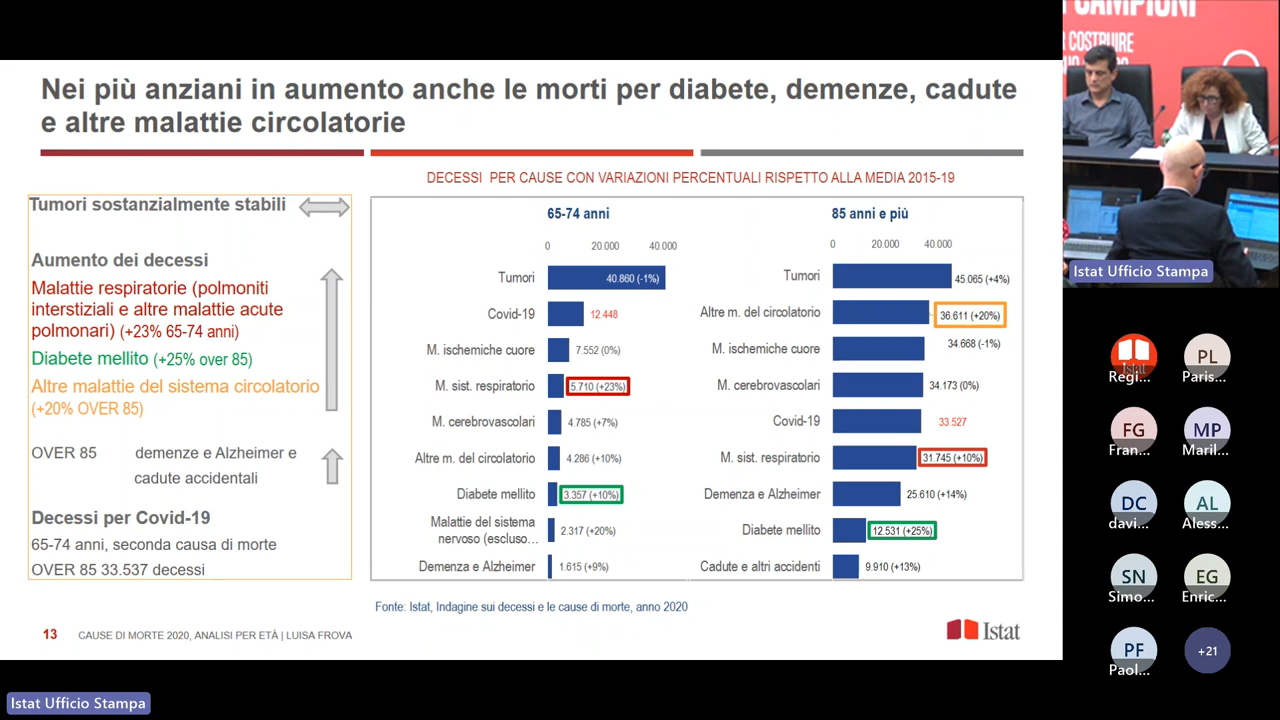 Nei più anziani in aumento anche le morti per diabete, demenze, cadute
e altre malattie circolatorie
Tumori sostanzialmente stabili
Aumento dei decessi
Malattie respiratorie (polmoniti
interstiziali e altre malattie acute
polmonari) (+23% 65-74 anni)
Diabete mellito (+25% over 85)
Altre malattie del sistema circolatorio
(+20% OVER 85)
OVER 85 demenze e Alzheimer e
cadute accidentali
Decessi per Covid-19
65-74 anni, seconda causa di morte
OVER 85 33.537 decessi
DECESSI PER CAUSE CON VARIAZIONI PERCENTUALI RISPETTO ALLA MEDIA 2015-19
65-74 anni
0 20.000 40.000
Tumori 40.860 (-1%)
Covid-19 12.448
M. ischemiche cuore 7.552 (0%)
M. sist. respiratorio 5.710 (+23%)
M. cerebrovascolari 4.785 (+7%)
Altre m. del circolatorio 4.286 (+10%)
Diabete mellito 3.357 (+10%)
Malattie del sistema
nervoso (escluso... 2.317 (+20%)
Demenza e Alzheimer 1.615 (+9%)
85 anni e più
0 20.000 40.000
Tumori 45.065 (+4%)
Altre m. del circolatorio 36.611 (+20%)
M. ischemiche cuore 34.668 (-1%)
M. cerebrovascolari 34.173 (0%)
Covid-19 33.527
M. sist. respiratorio 31.745 (+10%)
Demenza e Alzheimer 25.610 (+14%)
Diabete mellito 12.531 (+25%)
Cadute e altri accidenti 9.910 (+13%)
Fonte: Istat, Indagine sui decessi e le cause di morte, anno 2020
13 CAUSE DI MORTE 2020, ANALISI PER ETÀ | LUISA FROVA
Istat
Istat Ufficio Stampa
CAMPIONI
COSTRUIRE
Istat Ufficio Stampa
Istat
Regi...
PL
Paris...
FG
Fran...
MP
Maril...
DC
davi...
AL
Aless...
SN
Simo...
EG
Enric...
PF
Paol...
+21